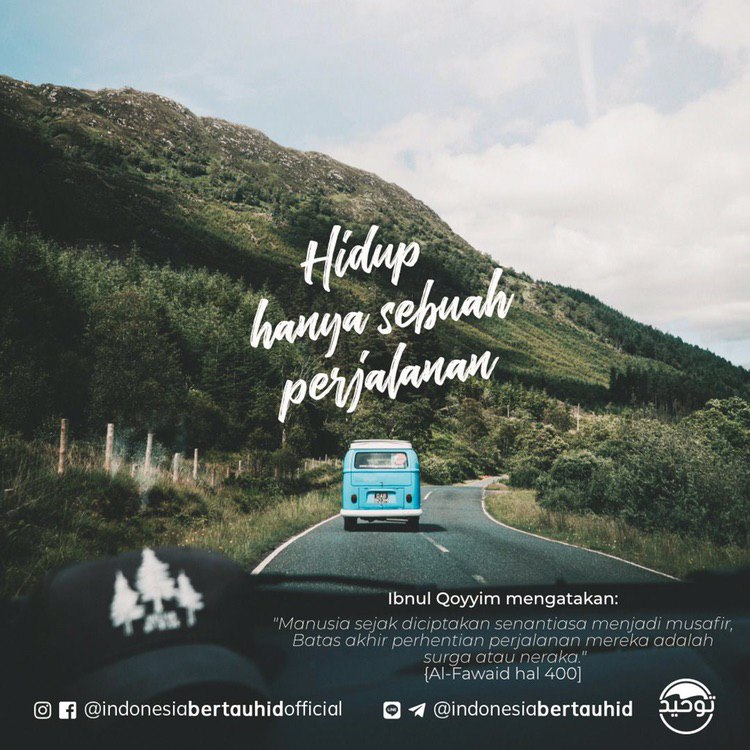 Hidup
hanya sebuah
perjalanan
Ibnul Qoyyim mengatakan:
"Manusia sejak diciptakan senantiasa menjadi musafir,
Batas akhir perhentian perjalanan mereka adalah
surga atau neraka."
{Al-Fawaid hal 400]
@indonesiabertauhidofficial
@indonesiabertauhid
توحيد